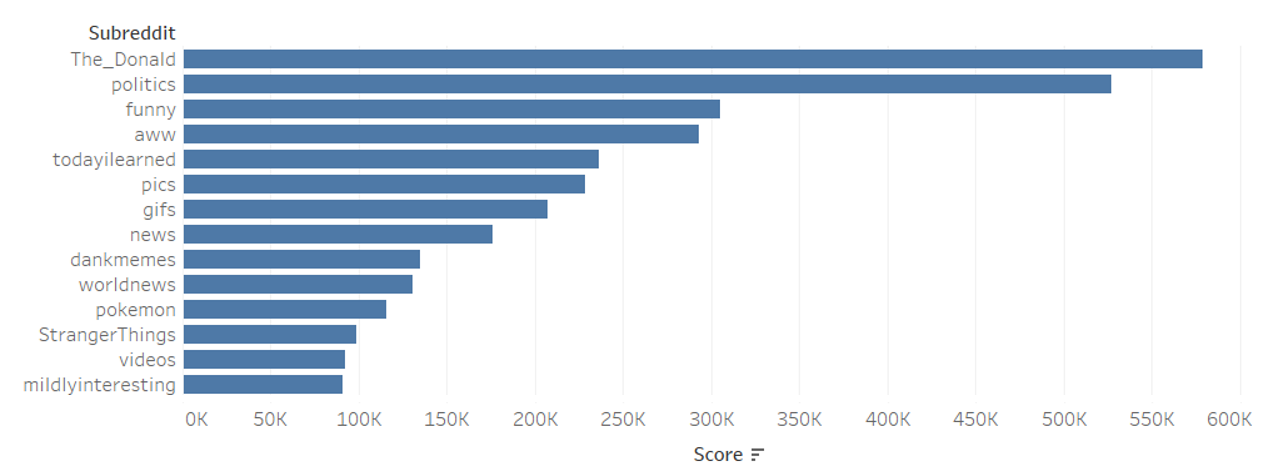 Subreddit
The_Donald
politics
funny
aww
todayilearned
pics
gifs
news
dankmemes
worldnews
pokemon
StrangerThings
videos
mildlyinteresting
0K 50K 100K 150K 200K 250K 300K 350K 400K 450K 500K 550K 600K
Score